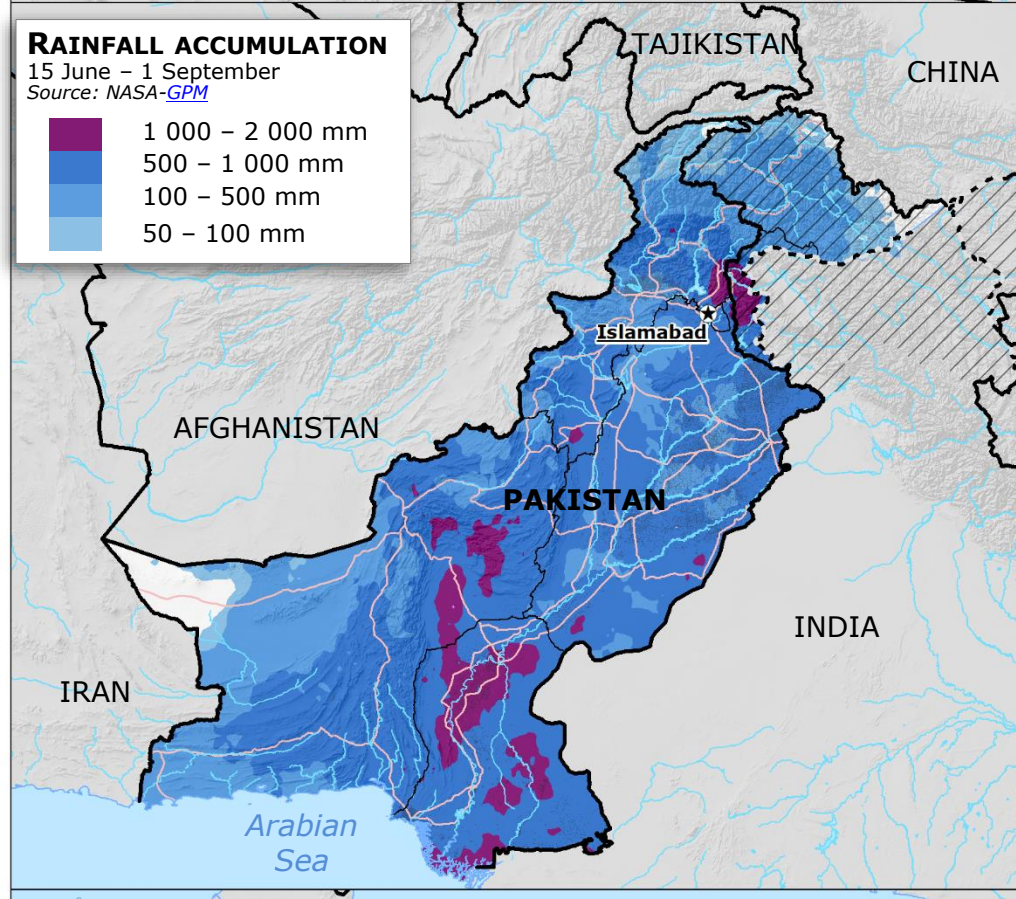 RAINFALL ACCUMULATION
15 June – 1 September
Source: NASA-GPM
1 000 – 2 000 mm
500 – 1 000 mm
100 – 500 mm
50 – 100 mm
TAJIKISTAN
CHINA
Islamabad
AFGHANISTAN
PAKISTAN
INDIA
IRAN
Arabian
Sea